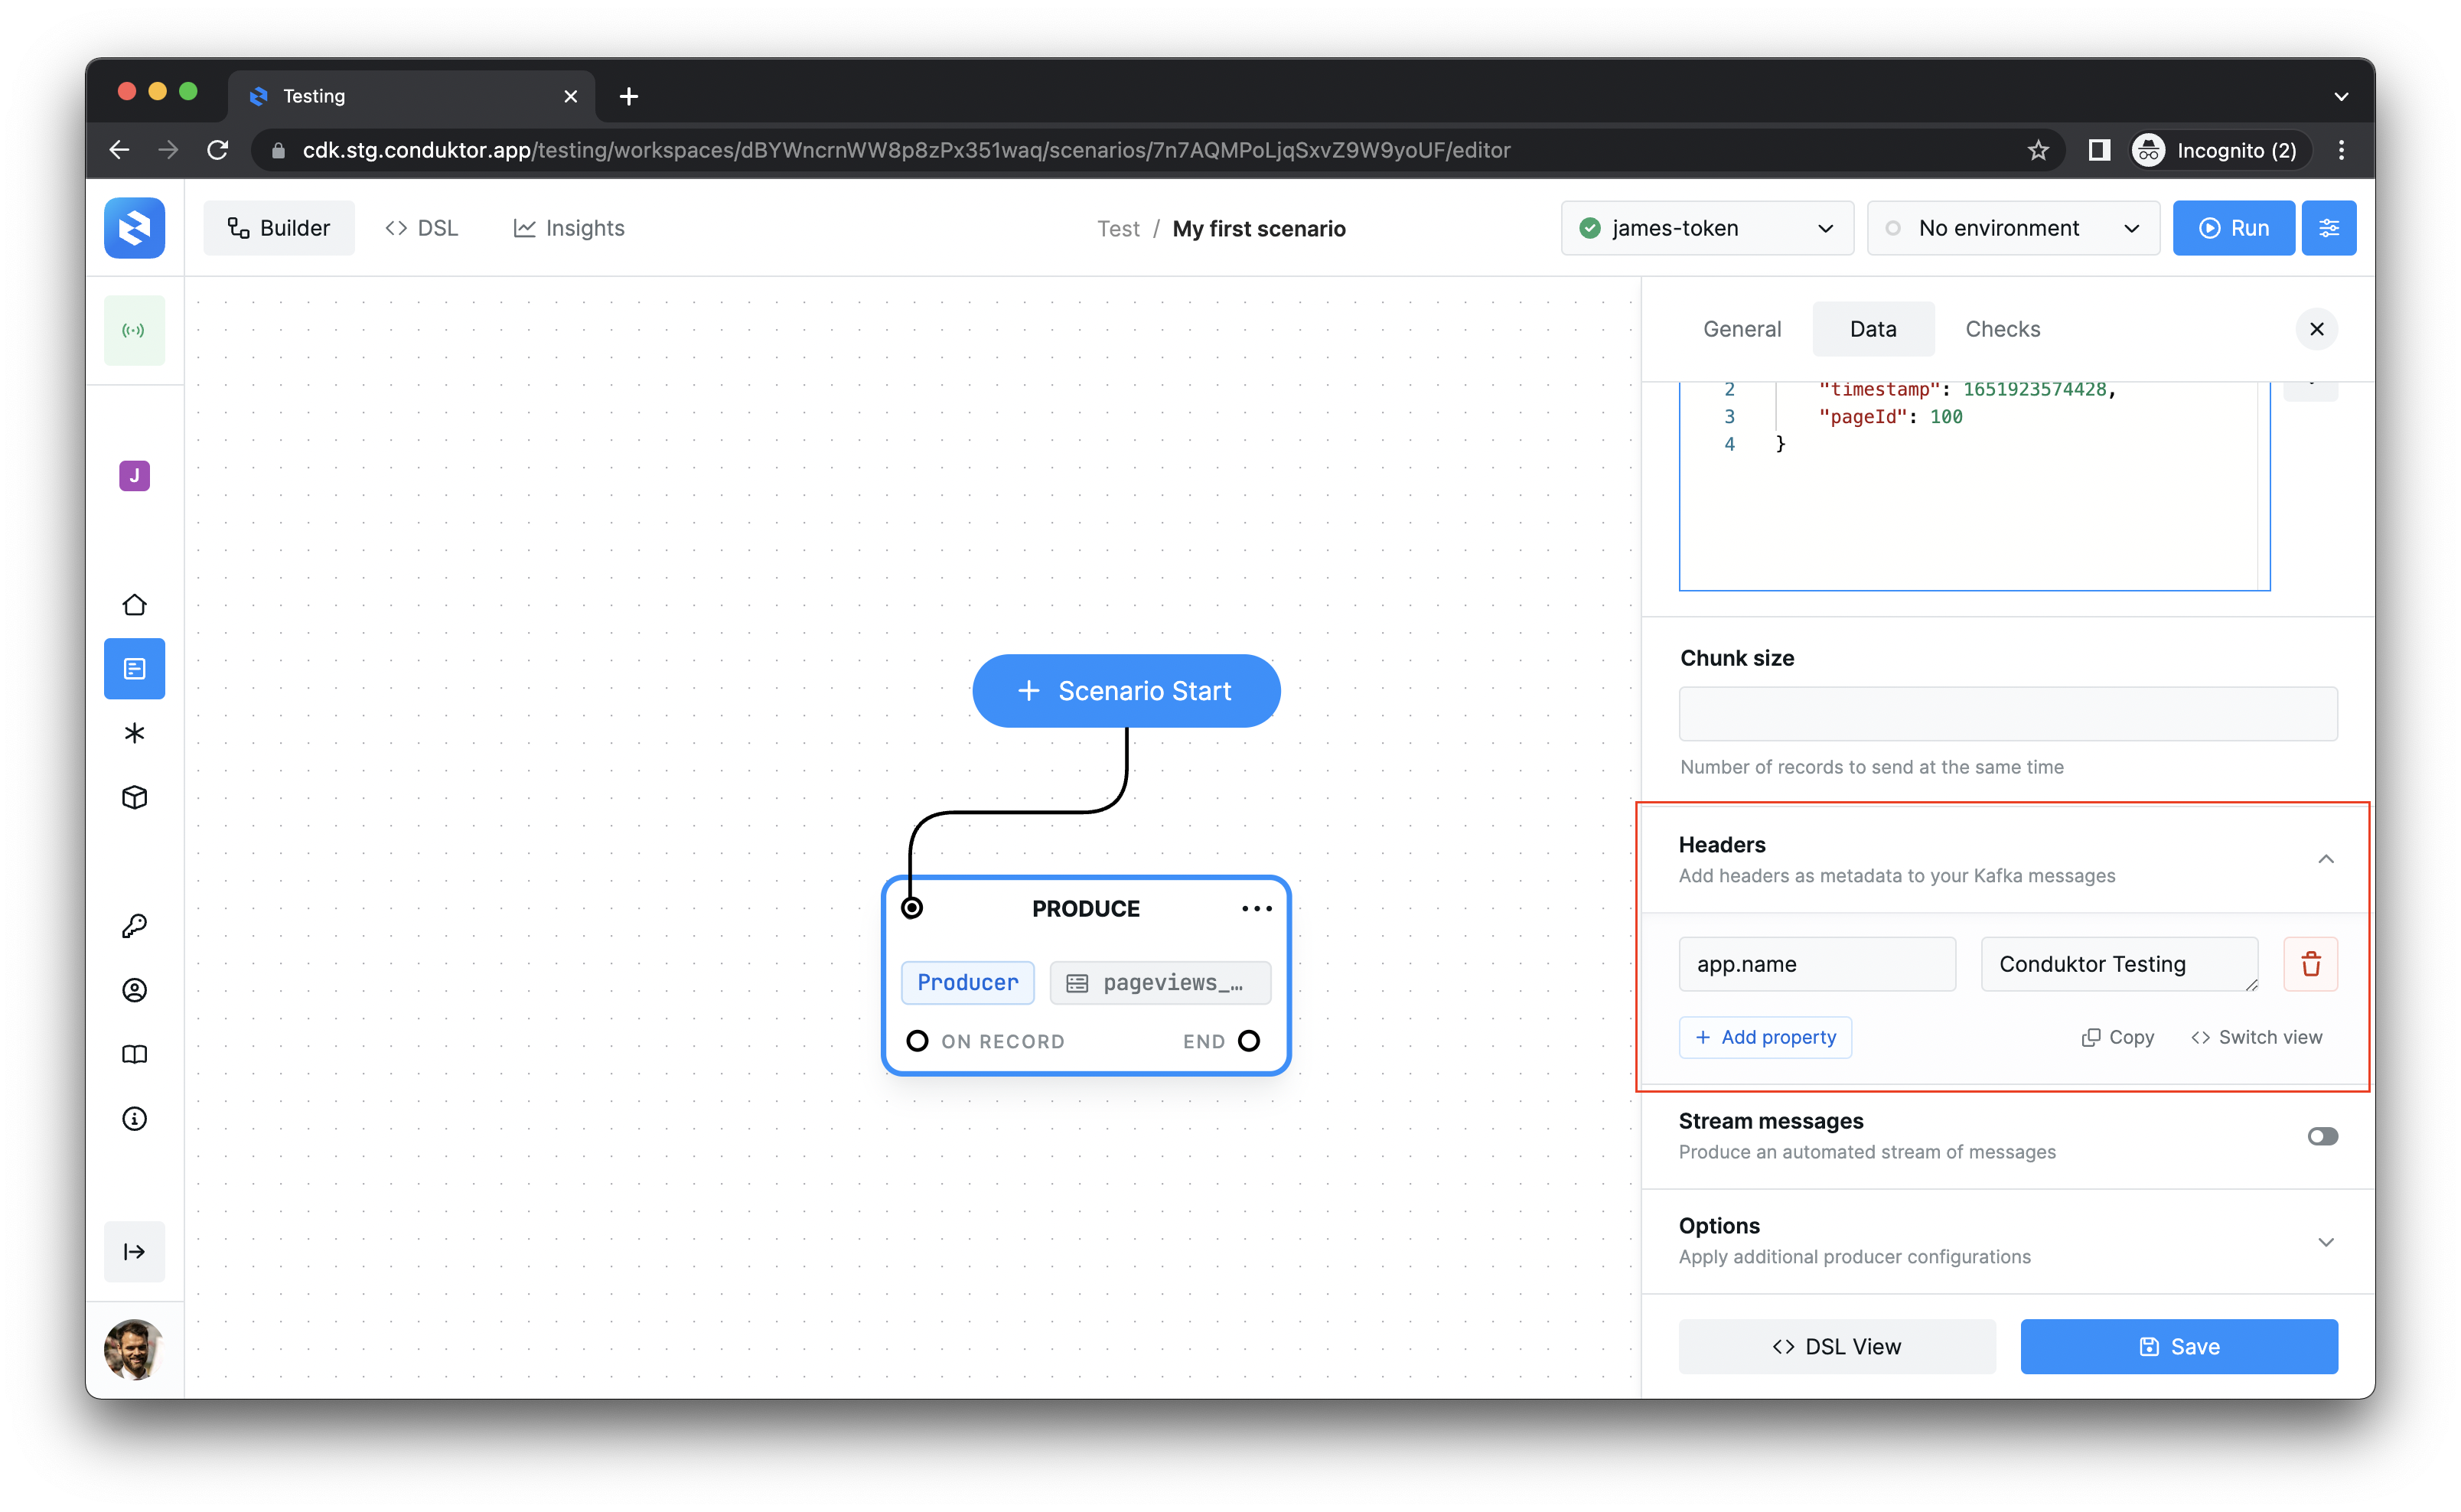 Testing
cdk.stg.conduktor.app/testing/workspaces/dBYWncrnWW8p8zPx351waq/scenarios/7n7AQMPoLjqSxvZ9W9yoUF/editor
Incognito (2)
Builder
<> DSL
Insights
Test / My first scenario
james-token
No environment
Run
J
General
Data
Checks
2 "timestamp": 1651923574428,
3 "pageId": 100
4 }
Chunk size
Number of records to send at the same time
Headers
Add headers as metadata to your Kafka messages
app.name
Conduktor Testing
+ Add property
Copy
<> Switch view
Stream messages
Produce an automated stream of messages
Options
Apply additional producer configurations
<> DSL View
Save
+ Scenario Start
PRODUCE
Producer
pageviews_…
ON RECORD
END